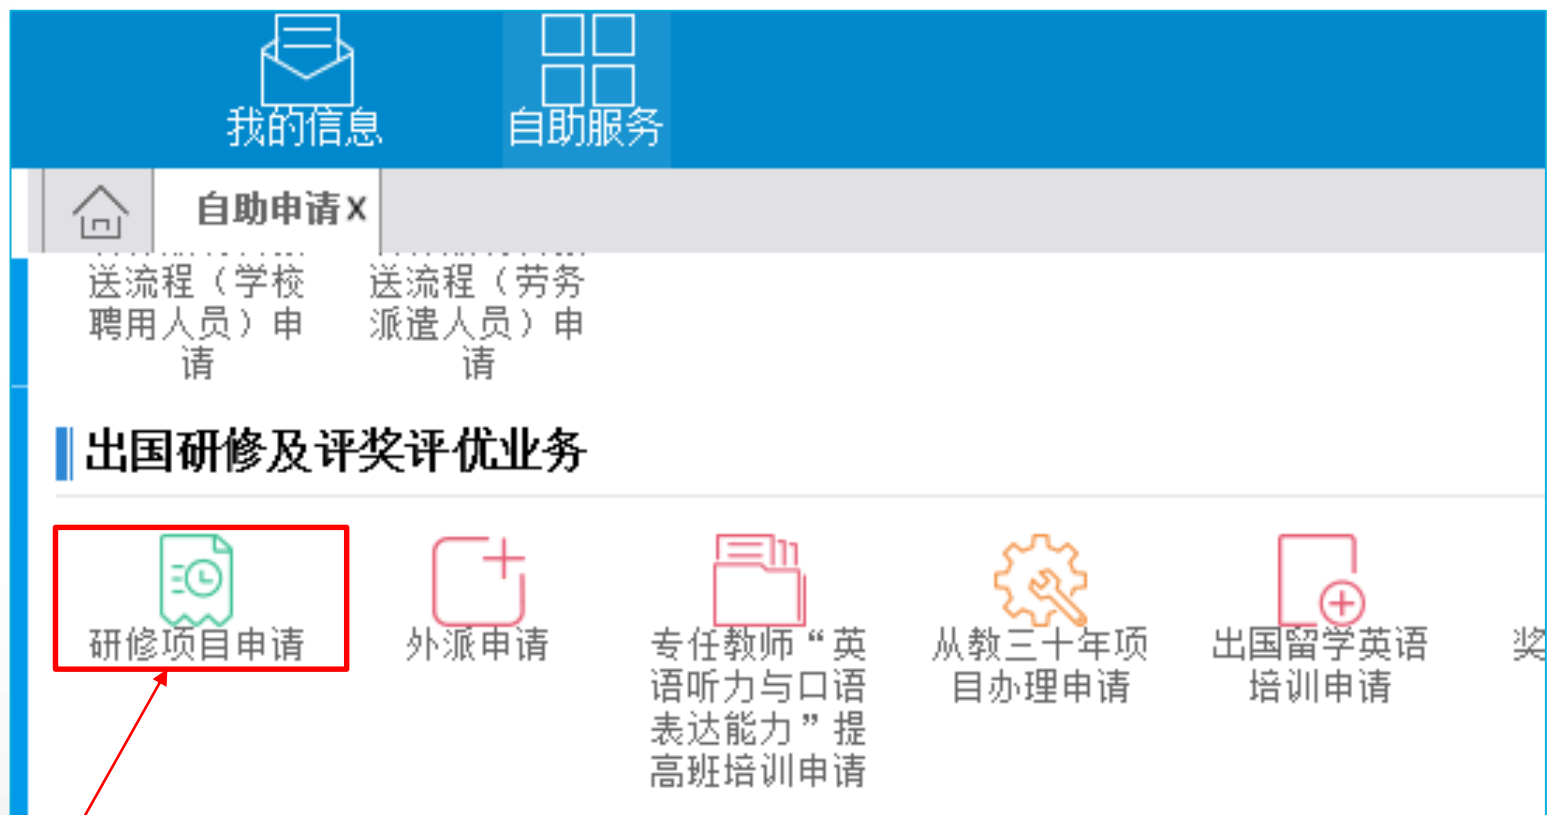 我的信息
自助服务
自助申请X
送流程（学校
聘用人员）申
请
送流程（劳务
派遣人员）申
请
出国研修及评奖评优业务
研修项目申请
外派申请
专任教师“英
语听力与口语
表达能力”提
高班培训申请
从教三十年项
目办理申请
出国留学英语
培训申请
奖